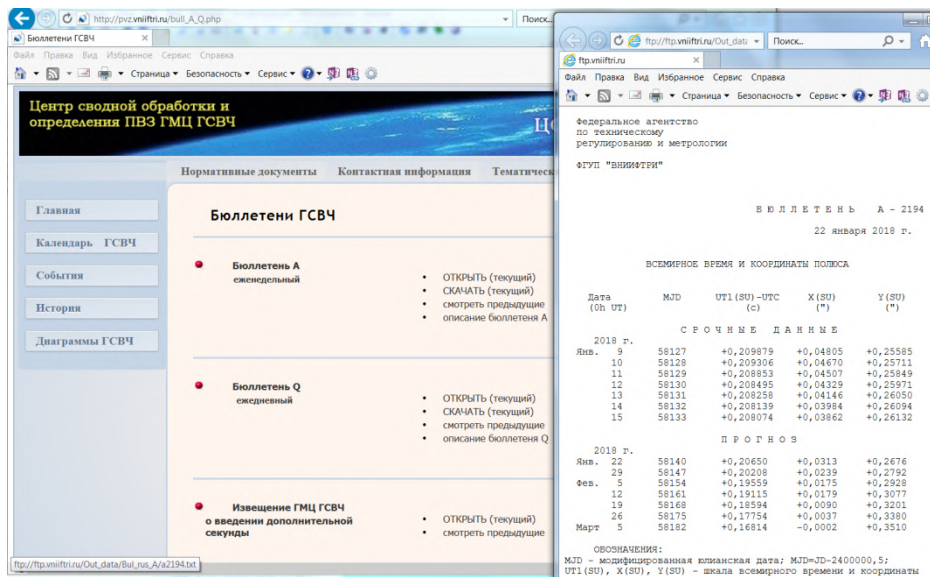 http://pvz.vniiftri.ru/bull_A_Q.php
Поиск...
Бюллетени ГСВЧ
Файл Правка Вид Избранное Сервис Справка
Страница Безопасность Сервис
Центр сводной обработки и
определения ПВЗ ГМЦ ГСВЧ
Нормативные документы Контактная информация
Главная
Календарь ГСВЧ
События
История
Диаграммы ГСВЧ
Бюллетени ГСВЧ
Бюллетень А
еженедельный
• ОТКРЫТЬ (текущий)
• СКАЧАТЬ (текущий)
• смотреть предыдущие
• описание бюллетеня А
Бюллетень Q
ежедневный
• ОТКРЫТЬ (текущий)
• СКАЧАТЬ (текущий)
• смотреть предыдущие
• описание бюллетеня Q
Извещение ГМЦ ГСВЧ
о введении дополнительной
секунды
• ОТКРЫТЬ (текущий)
• смотреть предыдущие
ftp://ftp.vniiftri.ru/Out_data/Bul_rus_A/a2194.txt
ftp://ftp.vniiftri.ru/Out_data
Поиск...
ftp.vniiftri.ru
Файл Правка Вид Избранное Сервис Справка
Страница Безопасность Сервис
Федеральное агентство
по техническому
регулированию и метрологии
ФГУП "ВНИИФТРИ"
Б Ю Л Л Е Т Е Н Ь А - 2194
22 января 2018 г.
ВСЕМИРНОЕ ВРЕМЯ И КООРДИНАТЫ ПОЛЮСА
Дата MJD UT1(SU)-UTC X(SU) Y(SU)
(0h UT) (с) (") (")
С Р О Ч Н Ы Е Д А Н Н Ы Е
2018 г.
Янв. 9 58127 +0,209879 +0,04805 +0,25585
10 58128 +0,209306 +0,04670 +0,25711
11 58129 +0,208853 +0,04507 +0,25849
12 58130 +0,208495 +0,04329 +0,25971
13 58131 +0,208258 +0,04146 +0,26050
14 58132 +0,208139 +0,03984 +0,26094
15 58133 +0,208074 +0,03862 +0,26132
П Р О Г Н О З
2018 г.
Янв. 22 58140 +0,20650 +0,0313 +0,2676
29 58147 +0,20208 +0,0239 +0,2792
Фев. 5 58154 +0,19559 +0,0175 +0,2928
12 58161 +0,19115 +0,0179 +0,3077
19 58168 +0,18594 +0,0090 +0,3201
26 58175 +0,17754 +0,0037 +0,3380
Март 5 58182 +0,16814 -0,0002 +0,3510
ОБОЗНАЧЕНИЯ:
MJD - модифицированная юлианская дата; MJD=JD-2400000,5;
UT1(SU), X(SU), Y(SU) - шкала всемирного времени и координаты